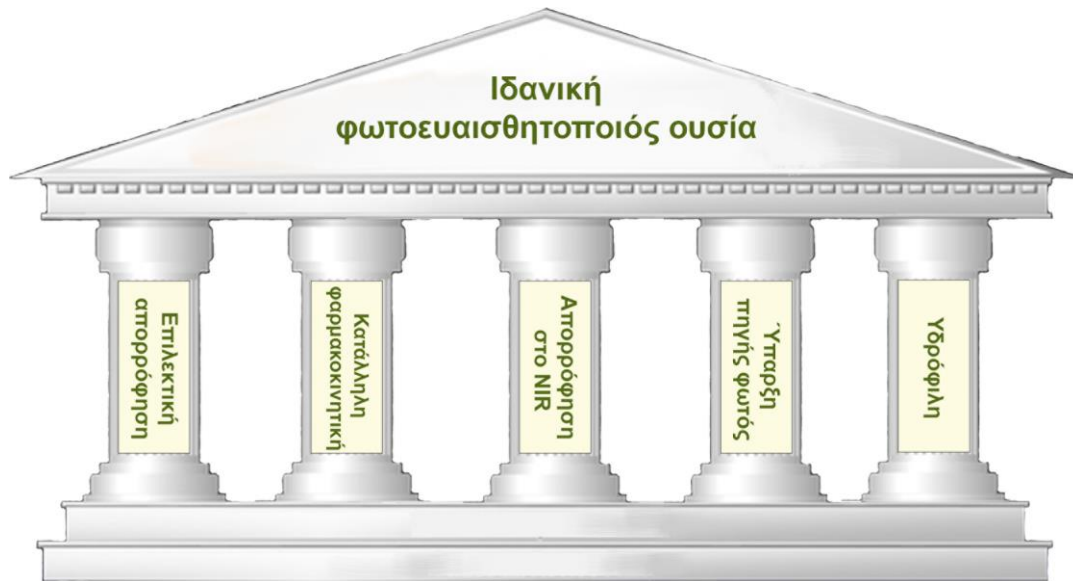 Ιδανική
φωτοευαισθητοποιός ουσία
Επιλεκτική
απορρόφηση
Κατάλληλη
φαρμακοκινητική
Απορρόφηση
στο NIR
Ύπαρξη
πηγής φωτός
Υδρόφιλη